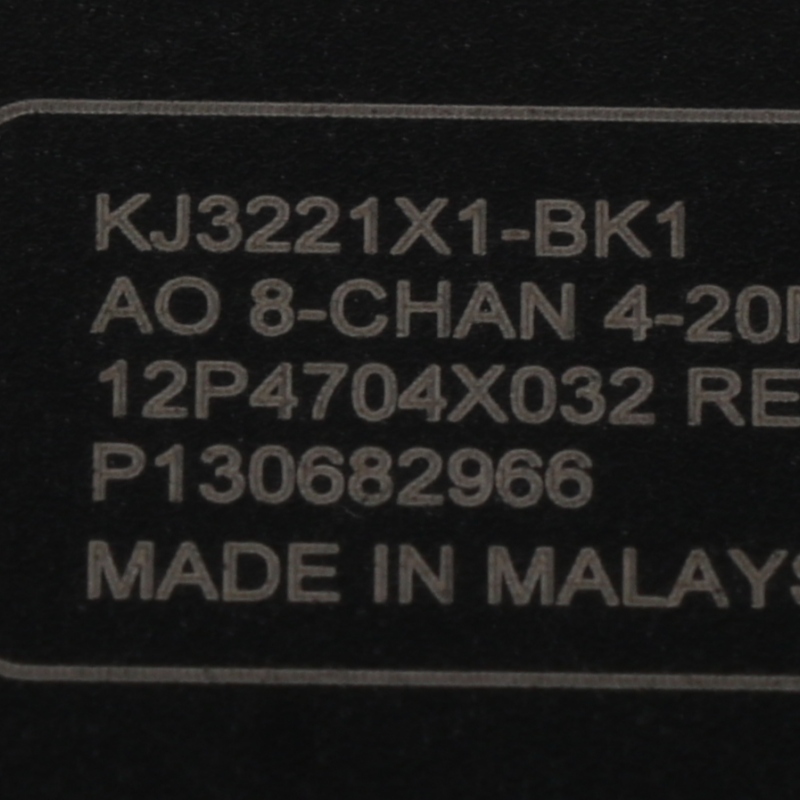 KJ3221X1-BK1
AO 8-CHAN 4-20
12P4704X032 RE
P130682966
MADE IN MALAYS